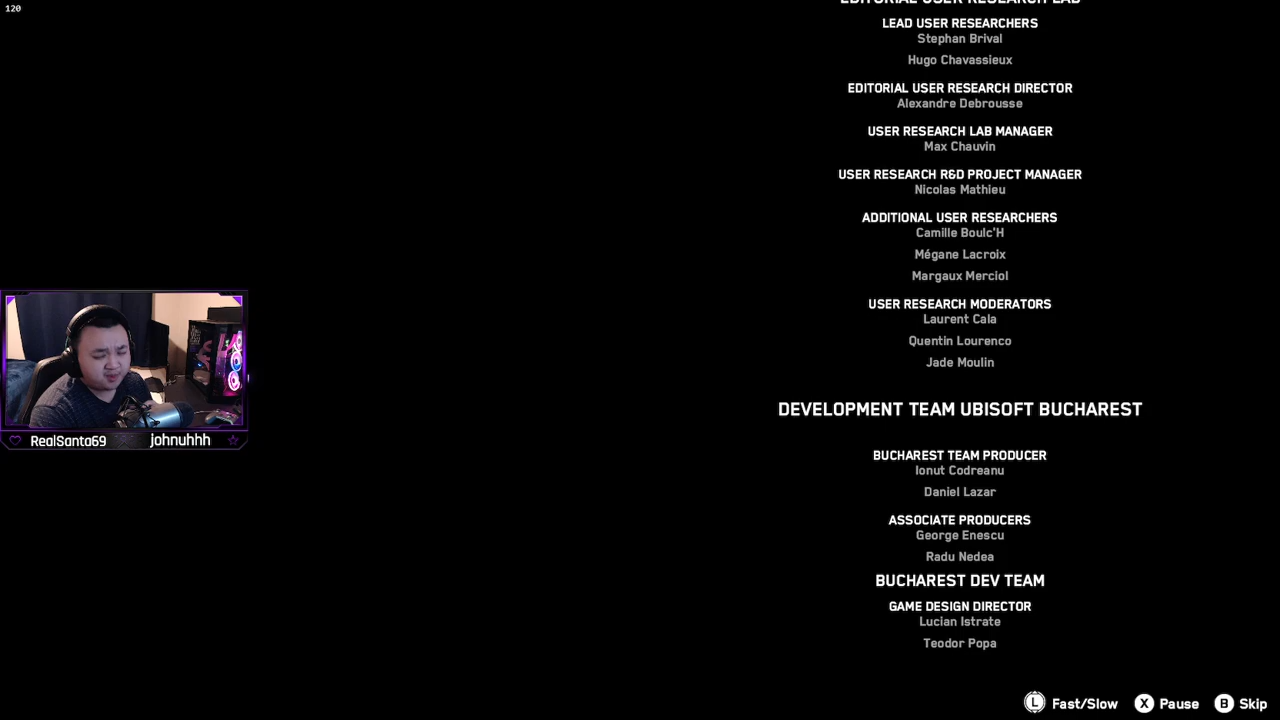 120
EDITORIAL USER RESEARCH LAB
LEAD USER RESEARCHERS
Stephan Brival
Hugo Chavassieux
EDITORIAL USER RESEARCH DIRECTOR
Alexandre Debrousse
USER RESEARCH LAB MANAGER
Max Chauvin
USER RESEARCH R&D PROJECT MANAGER
Nicolas Mathieu
ADDITIONAL USER RESEARCHERS
Camille Boulc'H
Mégane Lacroix
Margaux Merciol
USER RESEARCH MODERATORS
Laurent Cala
Quentin Lourenco
Jade Moulin
DEVELOPMENT TEAM UBISOFT BUCHAREST
BUCHAREST TEAM PRODUCER
Ionut Codreanu
Daniel Lazar
ASSOCIATE PRODUCERS
George Enescu
Radu Nedea
BUCHAREST DEV TEAM
GAME DESIGN DIRECTOR
Lucian Istrate
Teodor Popa
RealSanta69 johnuhhh
L Fast/Slow X Pause B Skip